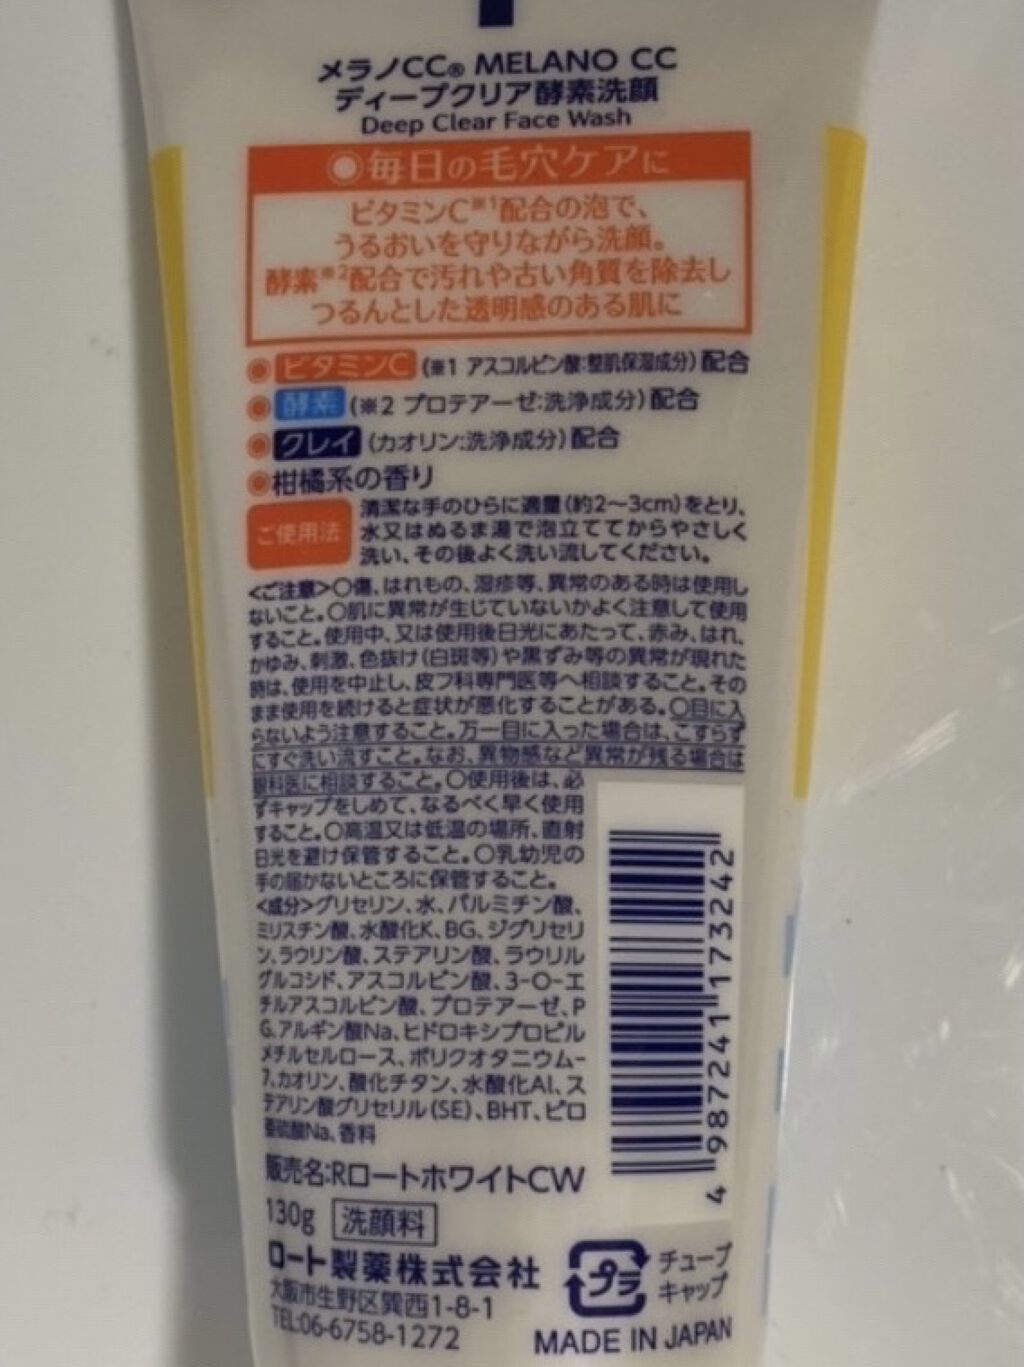 メラノCC® MELANO CC
ディープクリア酵素洗顔
Deep Clear Face Wash
●毎日の毛穴ケアに
ビタミンC※1配合の泡で、
うるおいを守りながら洗顔。
酵素※2配合で汚れや古い角質を除去し
つるんとした透明感のある肌に
●ビタミンC(※1 アスコルビン酸:整肌保湿成分)配合
●酵素(※2 プロテアーゼ:洗浄成分)配合
●クレイ(カオリン:洗浄成分)配合
●柑橘系の香り
ご使用法
清潔な手のひらに適量(約2〜3cm)をとり、
水又はぬるま湯で泡立ててからやさしく
洗い、その後よく洗い流してください。
<ご注意>○傷、はれもの、湿疹等、異常のある時は使用し
ないこと。○肌に異常が生じていないかよく注意して使用
すること。使用中、又は使用後日光にあたって、赤み、はれ、
かゆみ、刺激、色抜け(白斑等)や黒ずみ等の異常が現れた
時は、使用を中止し、皮フ科専門医等へ相談すること。その
まま使用を続けると症状が悪化することがある。○目に入
らないよう注意すること。万一目に入った場合は、こすらず
にすぐ洗い流すこと。なお、異物感など異常が残る場合は
眼科医に相談すること。○使用後は、必
ずキャップをしめて、なるべく早く使用
すること。○高温又は低温の場所、直射
日光を避け保管すること。○乳幼児の
手の届かないところに保管すること。
<成分>グリセリン、水、パルミチン酸、
ミリスチン酸、水酸化K、BG、ジグリセリ
ン、ラウリン酸、ステアリン酸、ラウリル
グルコシド、アスコルビン酸、3-O-エ
チルアスコルビン酸、プロテアーゼ、P
G、アルギン酸Na、ヒドロキシプロピル
メチルセルロース、ポリクオタニウム-
7、カオリン、酸化チタン、水酸化Al、ス
テアリン酸グリセリル(SE)、BHT、ピロ
亜硫酸Na、香料
販売名:RロートホワイトCW
130g 洗顔料
ロート製薬株式会社
大阪市生野区巽西1-8-1
TEL:06-6758-1272
4 987241 173242
プラ
チューブ
キャップ
MADE IN JAPAN